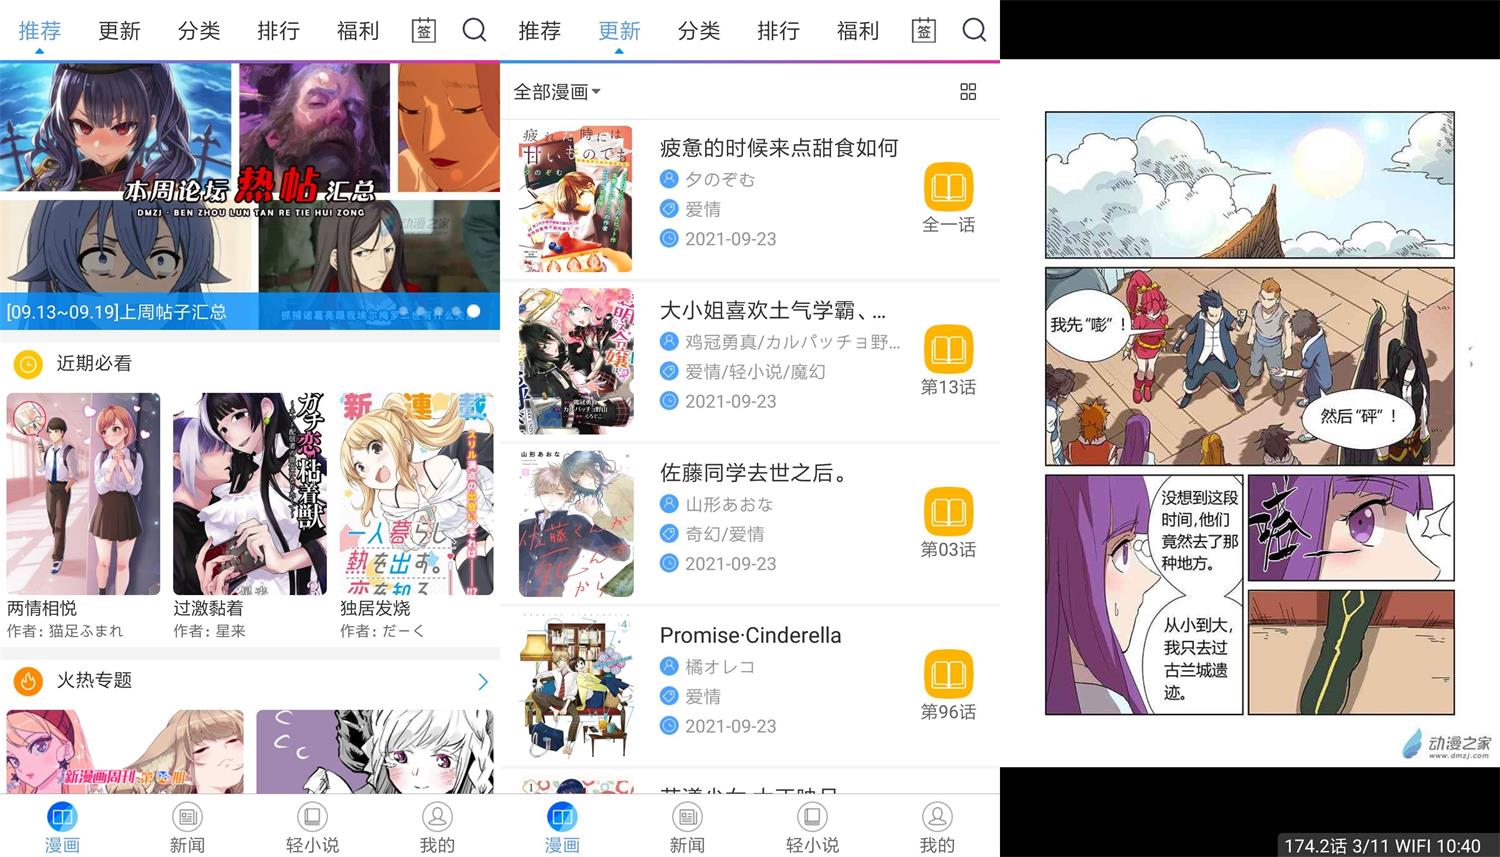 推荐 更新 分类 排行 福利 签
本周论坛热帖汇总
DMZJ - BEN ZHOU LUN TAN RE TIE HUI ZONG
动漫之家
[09.13~09.19]上周帖子汇总
近期必看
ガチ恋粘着獣
新連載
一人暮らし
熱を出す。
恋を知る
两情相悦
作者: 猫足ふまれ
过激黏着
作者: 星来
独居发烧
作者: だーく
火热专题
新漫画周刊
漫画 新闻 轻小说 我的
推荐 更新 分类 排行 福利 签
全部漫画
疲れた時には
甘いものでも
夕のぞむ
疲惫的时候来点甜食如何
夕のぞむ
爱情
2021-09-23
全一话
大小姐喜欢土气学霸、...
鸡冠勇真/カルパッチョ野...
爱情/轻小说/魔幻
2021-09-23
第13话
山形あおな
佐藤同学去世之后。
山形あおな
奇幻/爱情
2021-09-23
第03话
4
Promise·Cinderella
橘オレコ
爱情
2021-09-23
第96话
漫画 新闻 轻小说 我的
我先“嘭”!
然后“砰”!
没想到这段
时间,他们
竟然去了那
种地方。
从小到大,
我只去过
古兰城遗
迹。
动漫之家
www.dmzj.com
174.2话 3/11 WIFI 10:40